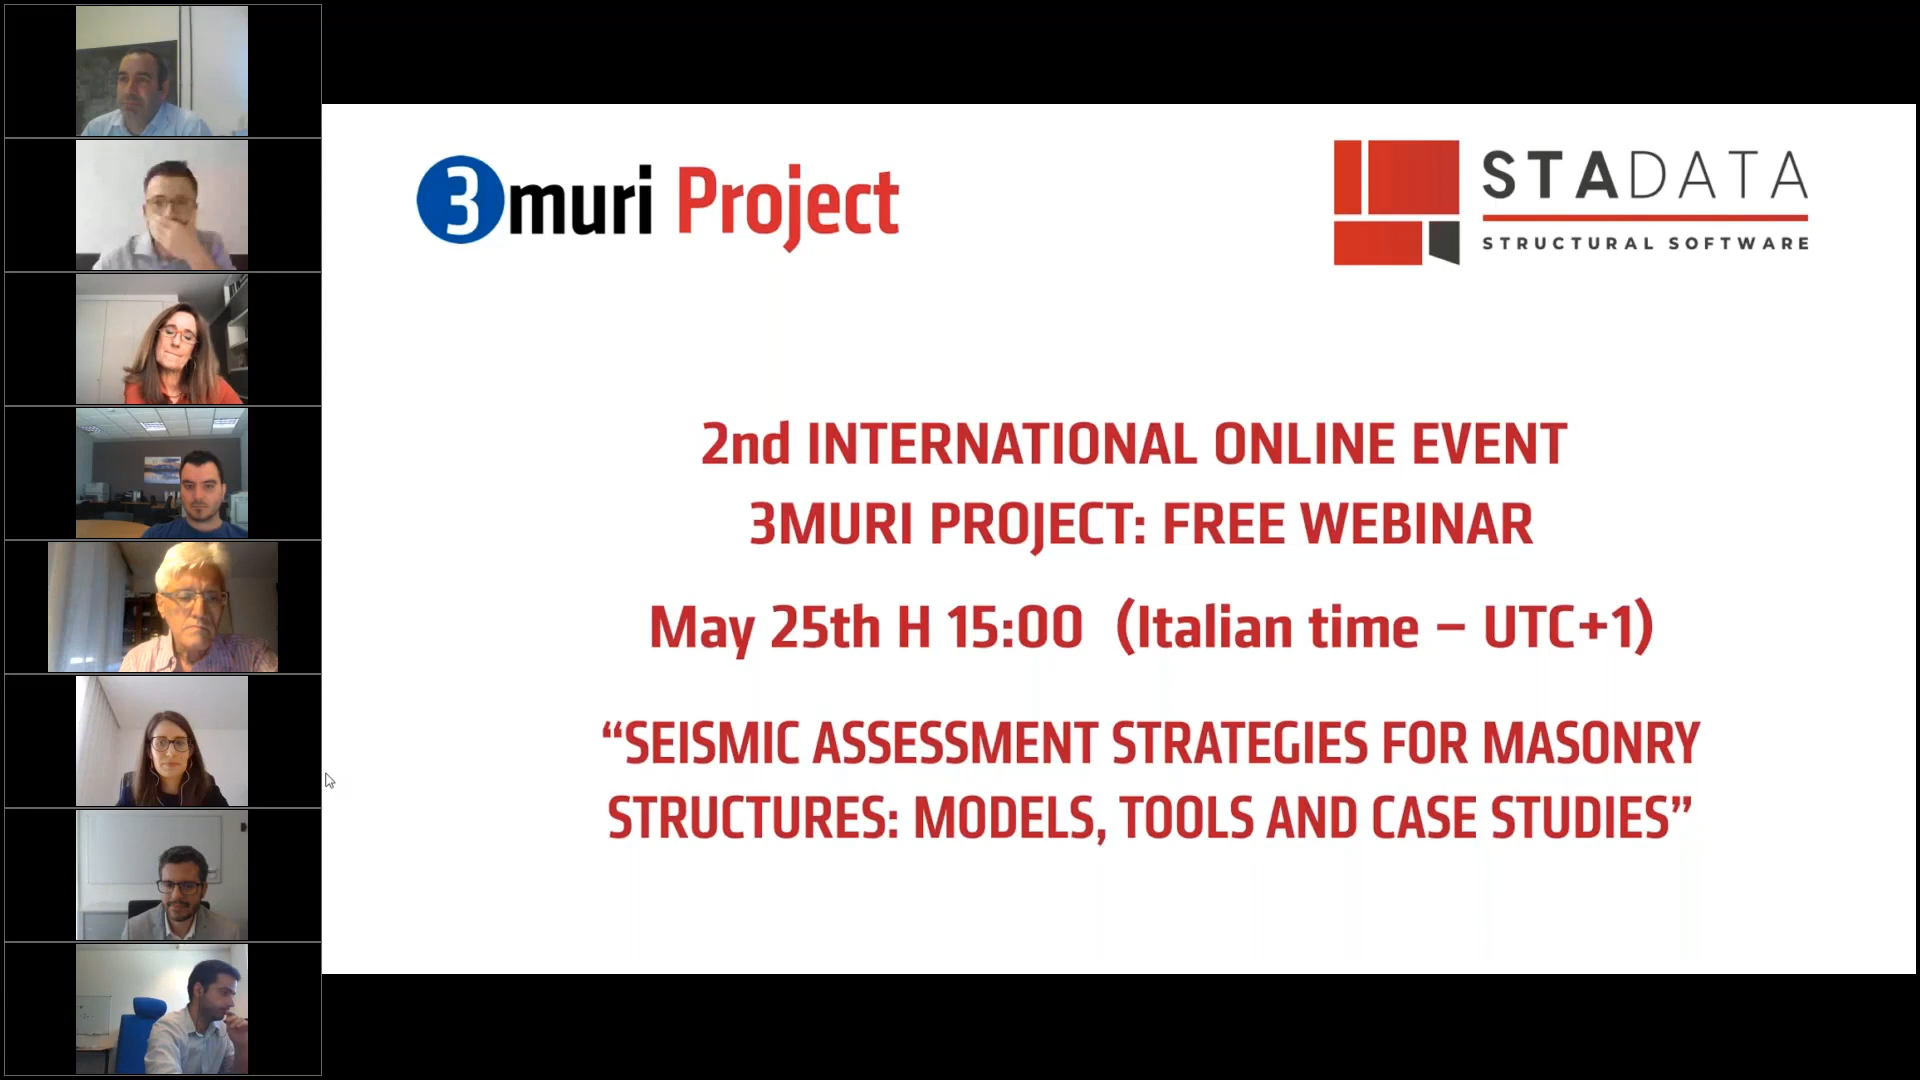 3muri Project
STADATA
STRUCTURAL SOFTWARE
2nd INTERNATIONAL ONLINE EVENT
3MURI PROJECT: FREE WEBINAR
May 25th H 15:00 (Italian time – UTC+1)
“SEISMIC ASSESSMENT STRATEGIES FOR MASONRY
STRUCTURES: MODELS, TOOLS AND CASE STUDIES”